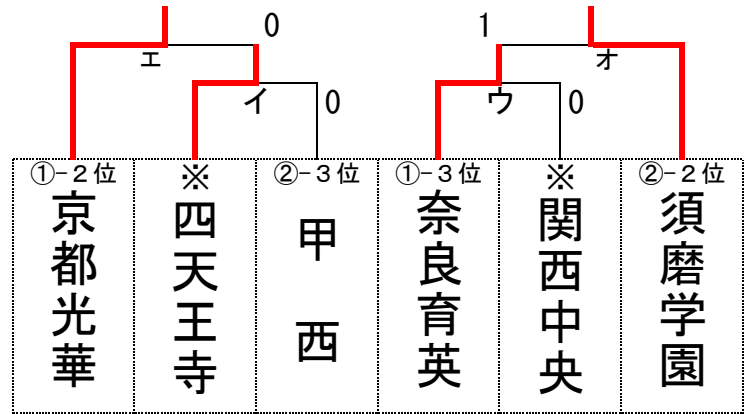 0 1
エ オ
イ 0 ウ 0
①-２位 ※ ②-３位 ①-３位 ※ ②-２位
京都光華
四天王寺
甲西
奈良育英
関西中央
須磨学園